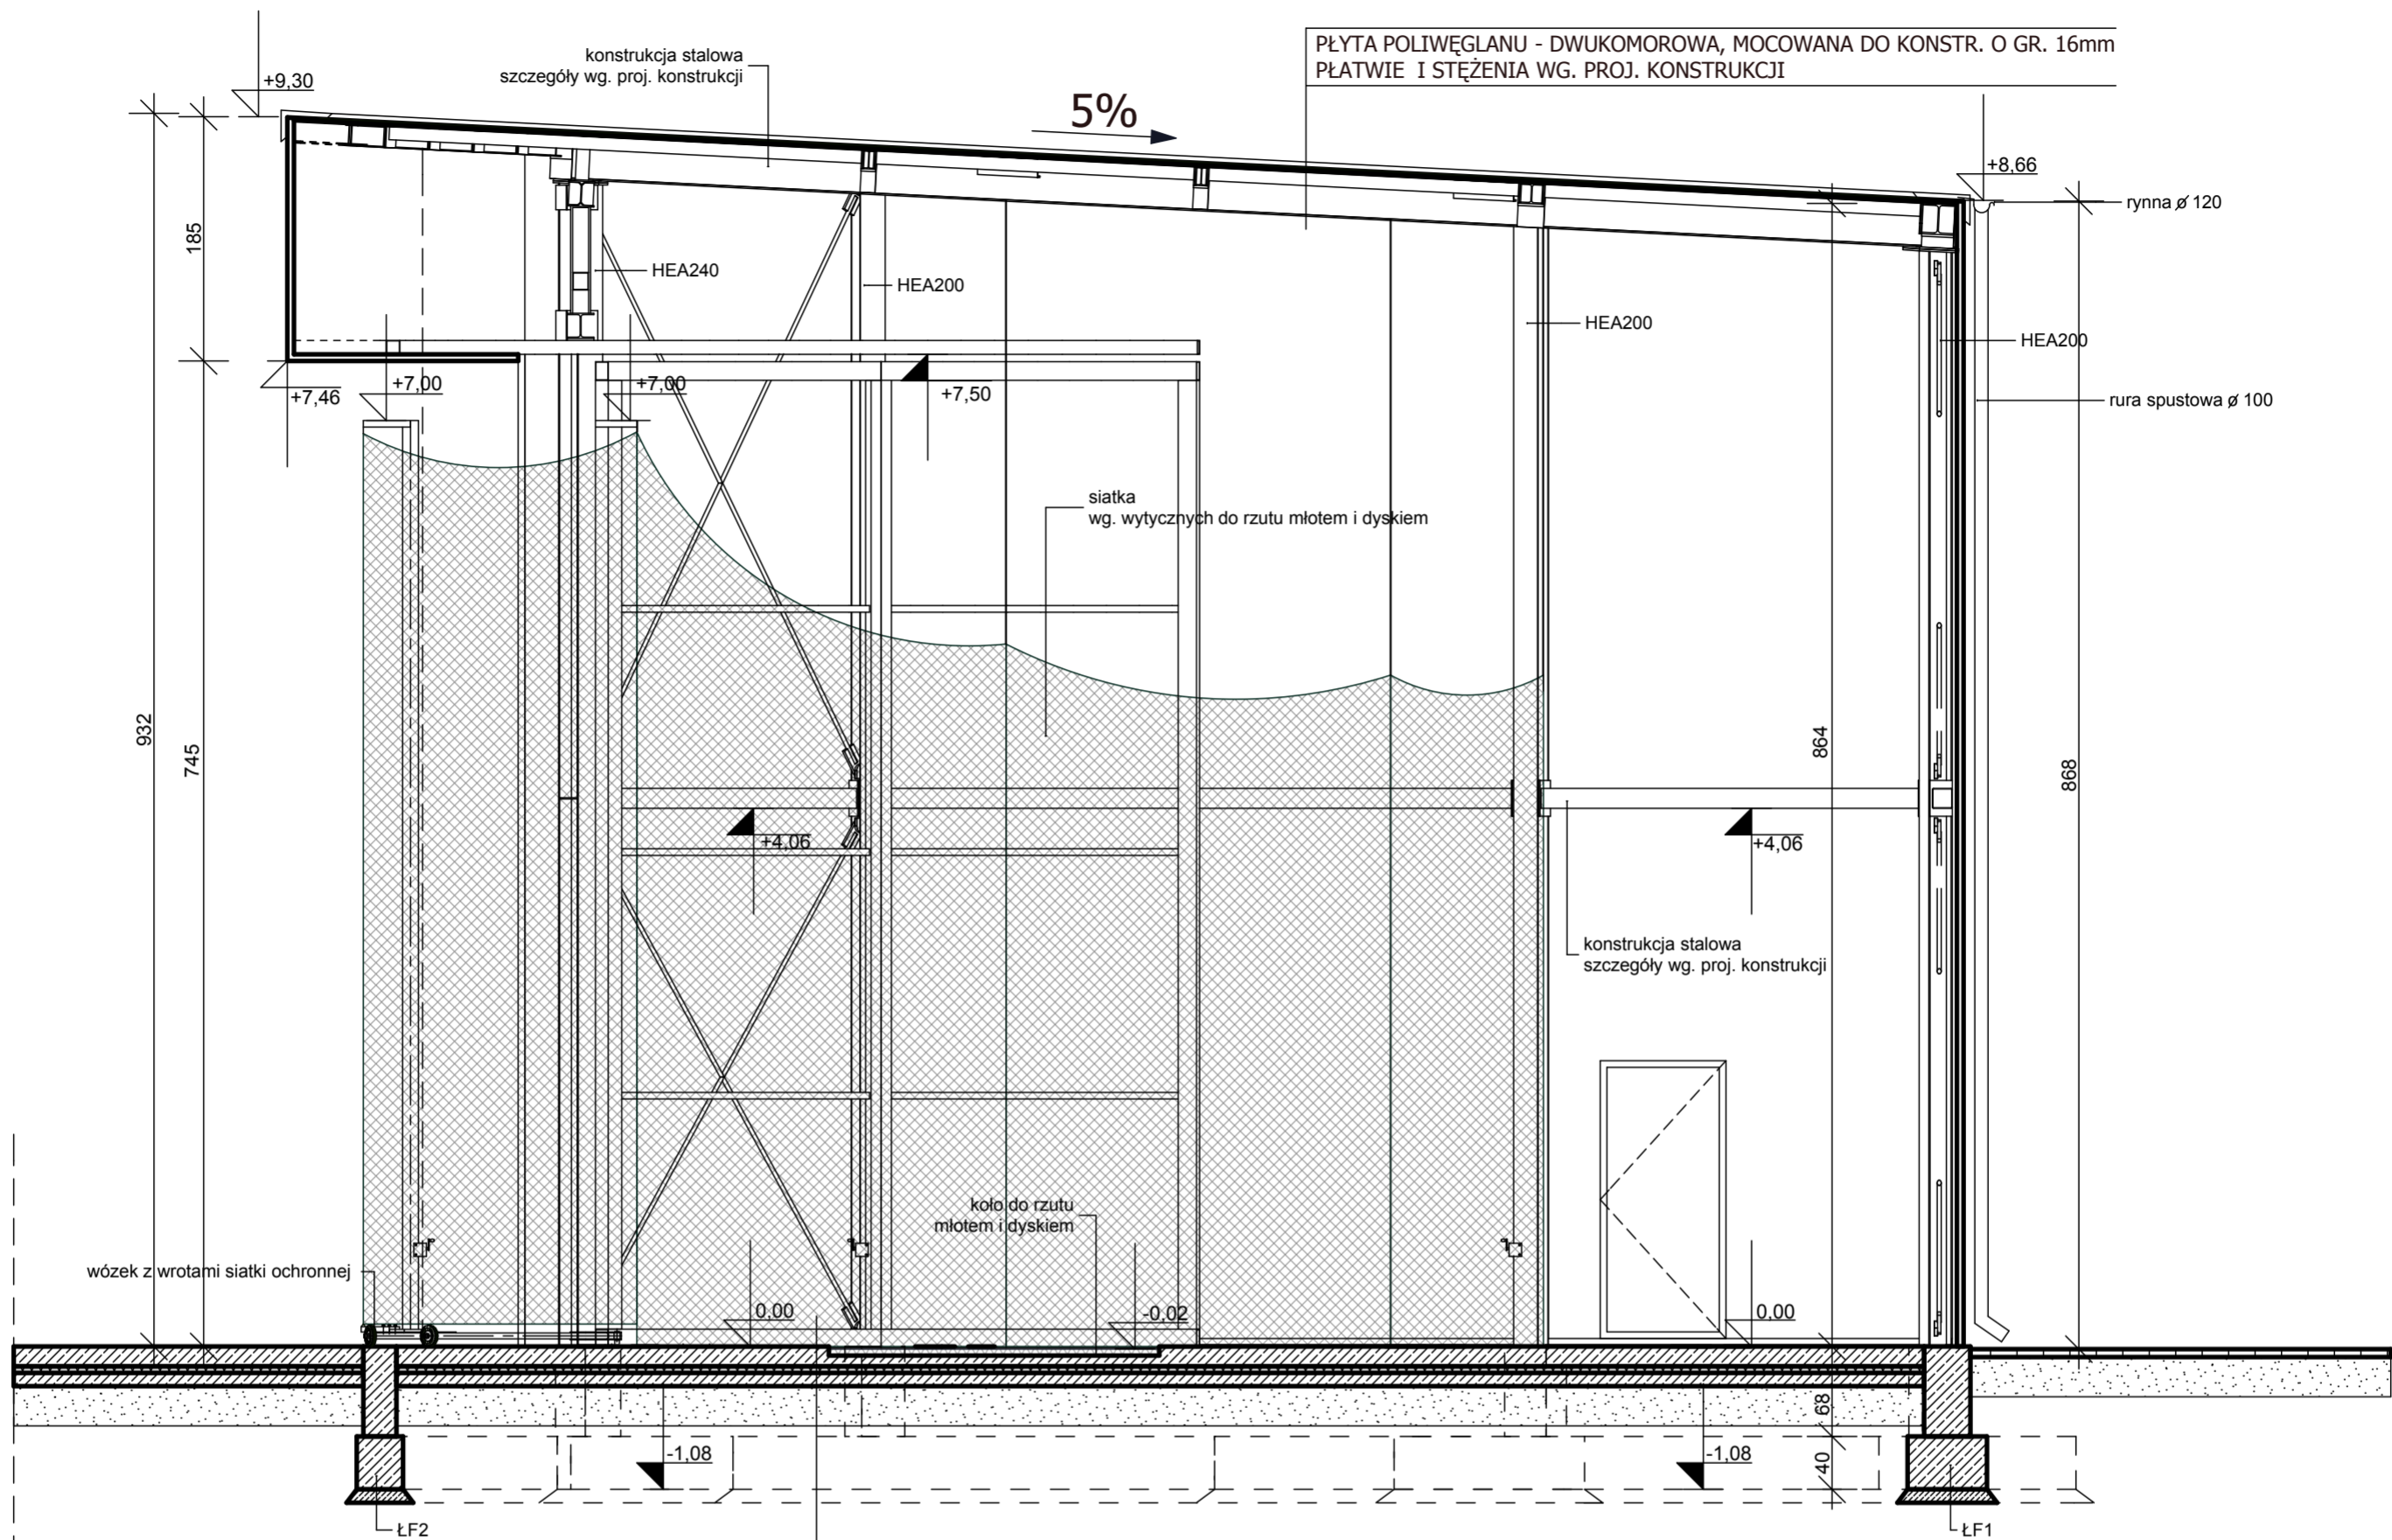 PŁYTA POLIWĘGLANU - DWUKOMOROWA, MOCOWANA DO KONSTR. O GR. 16mm
PŁATWIE I STĘŻENIA WG. PROJ. KONSTRUKCJI
konstrukcja stalowa
szczegóły wg. proj. konstrukcji
+9,30
5%
+8,66
rynna ø 120
185
HEA240
HEA200
HEA200
HEA200
+7,46
+7,00
+7,00
+7,50
rura spustowa ø 100
siatka
wg. wytycznych do rzutu młotem i dyskiem
932
745
864
868
+4,06
+4,06
konstrukcja stalowa
szczegóły wg. proj. konstrukcji
koło do rzutu
młotem i dyskiem
wózek z wrotami siatki ochronnej
0,00
-0,02
0,00
68
-1,08
-1,08
40
ŁF2
ŁF1